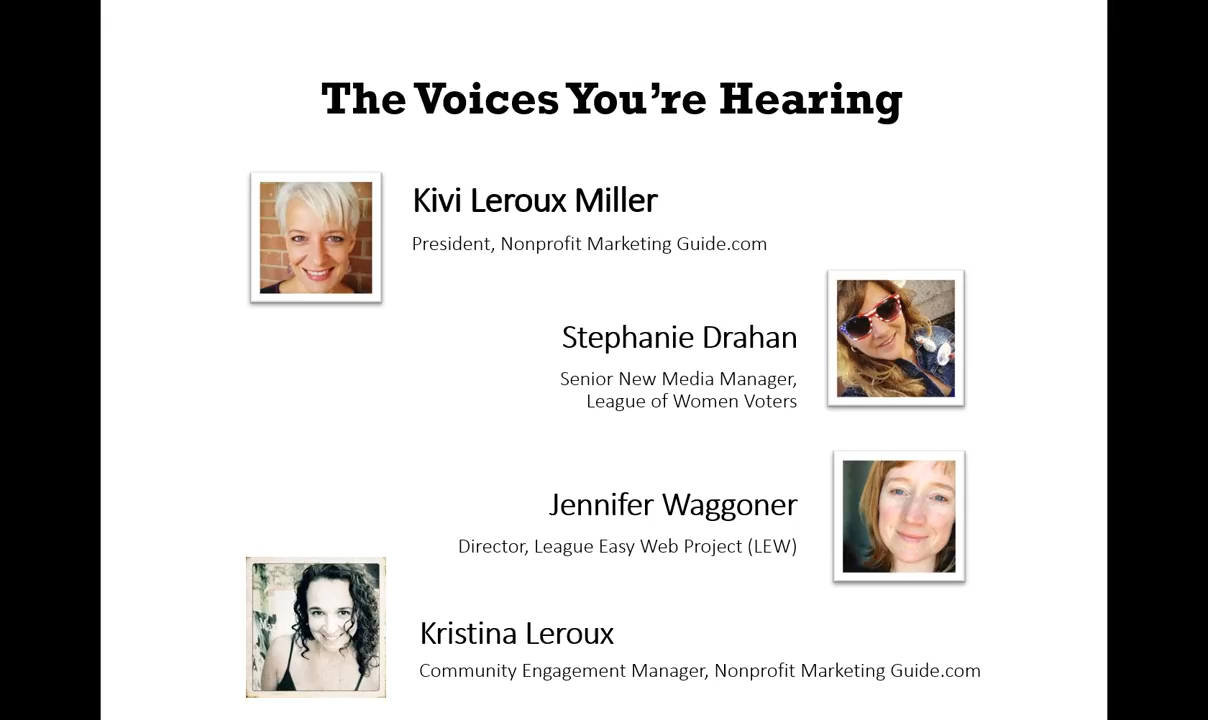 The Voices You’re Hearing
Kivi Leroux Miller
President, Nonprofit Marketing Guide.com
Stephanie Drahan
Senior New Media Manager,
League of Women Voters
Jennifer Waggoner
Director, League Easy Web Project (LEW)
Kristina Leroux
Community Engagement Manager, Nonprofit Marketing Guide.com